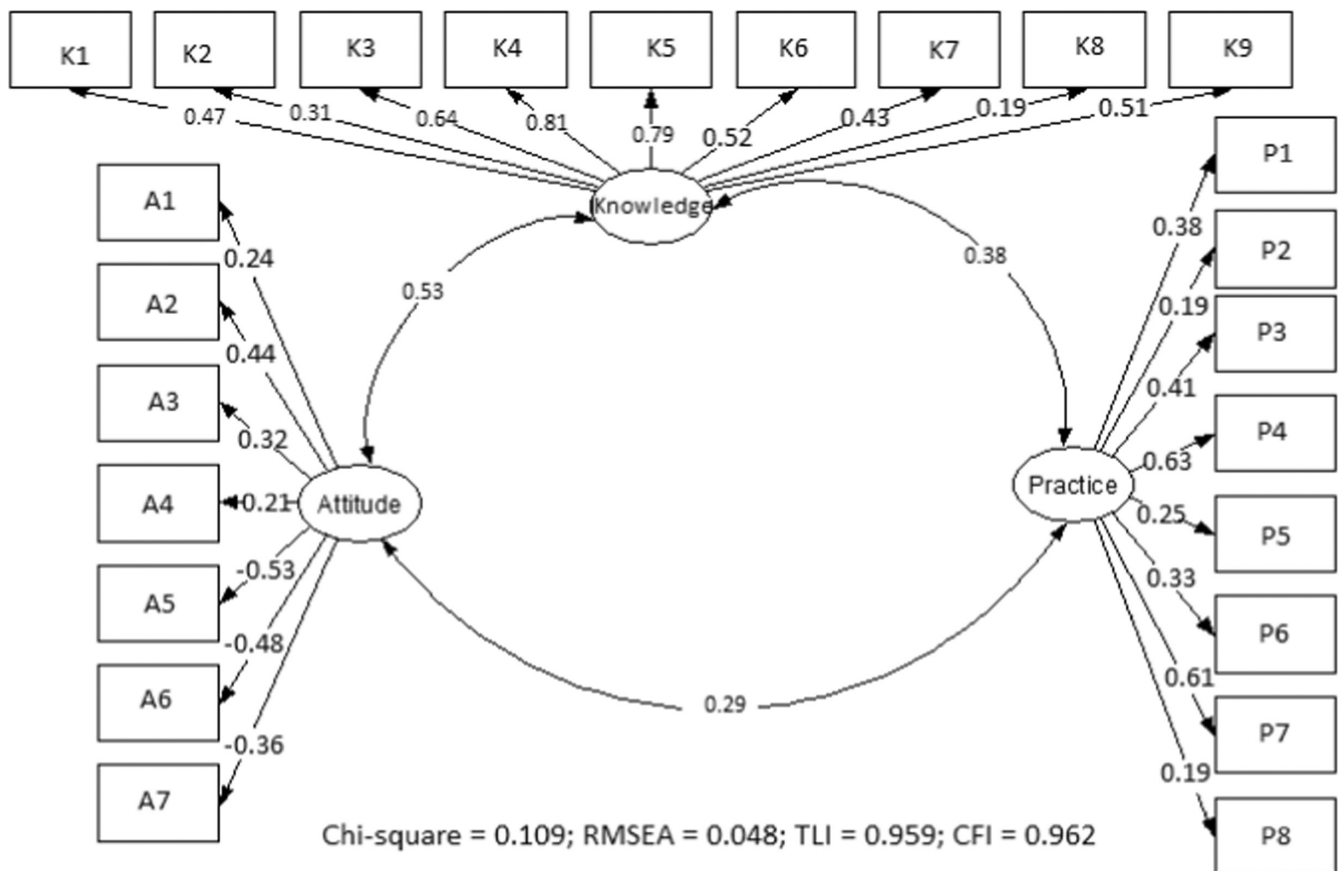 K1 K2 K3 K4 K5 K6 K7 K8 K9
0.47 0.31 0.64 0.81 0.79 0.52 0.43 0.19 0.51
Knowledge
A1
0.24
A2
0.44
A3
0.32
A4
0.21
A5
-0.53
A6
-0.48
A7
-0.36
Attitude
0.53
0.38
0.29
Practice
P1
0.38
P2
0.19
P3
0.41
P4
0.63
P5
0.25
P6
0.33
P7
0.61
P8
0.19
Chi-square = 0.109; RMSEA = 0.048; TLI = 0.959; CFI = 0.962